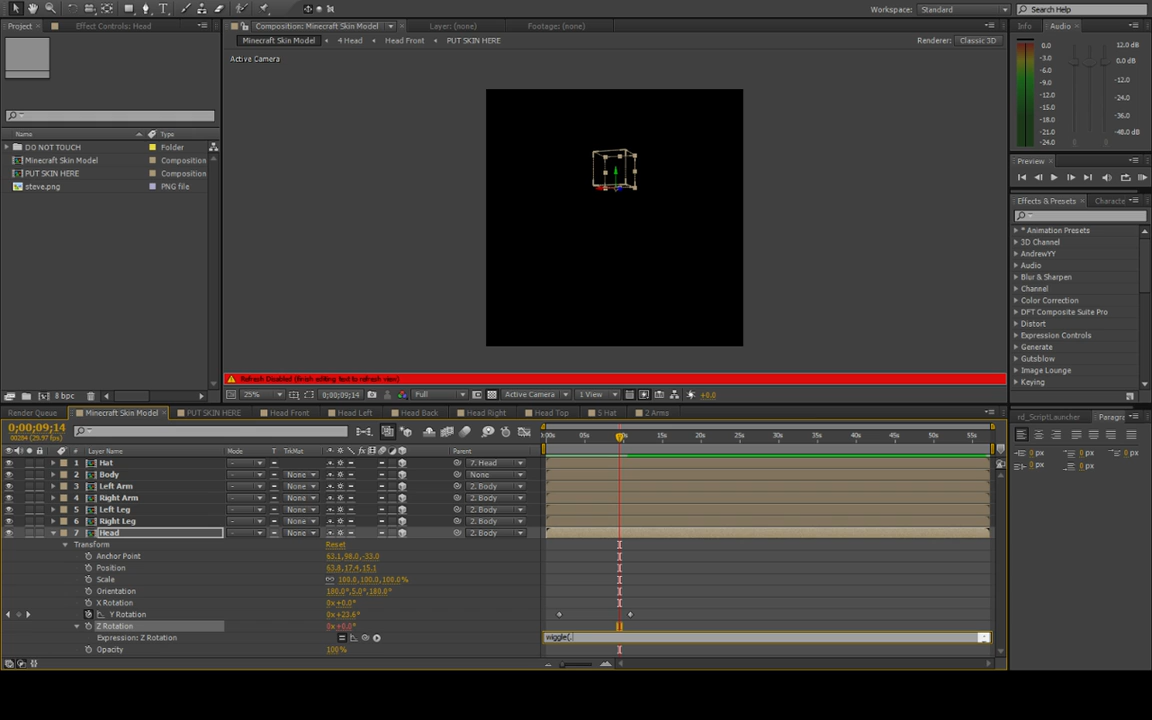 Workspace: Standard Search Help
Project Effect Controls: Head Composition: Minecraft Skin Model Layer: (none) Footage: (none) Info Audio
Minecraft Skin Model 4 Head Head Front PUT SKIN HERE Renderer: Classic 3D
Active Camera
0.0 12.0 dB
-3.0 6.0 dB
-6.0 0.0 dB
-9.0 -12.0
-12.0 -24.0
-15.0 -36.0
-18.0
-21.0 -48.0 dB
-24.0
Name Type
DO NOT TOUCH Folder
Minecraft Skin Model Composition
PUT SKIN HERE Composition
steve.png PNG file
Preview
Effects & Presets Characte
* Animation Presets
3D Channel
AndrewYY
Audio
Blur & Sharpen
Channel
Color Correction
DFT Composite Suite Pro
Distort
Expression Controls
Generate
Gutsblow
Image Lounge
Keying
Refresh Disabled (finish editing text to refresh view)
8 bpc 25% 0;00;09;14 Full Active Camera 1 View +0.0
Render Queue Minecraft Skin Model PUT SKIN HERE Head Front Head Left Head Back Head Right Head Top 5 Hat 2 Arms
rd_ScriptLauncher Paragra
0;00;09;14
00284 (29.97 fps)
05s 15s 20s 25s 30s 35s 40s 45s 50s 55s
# Layer Name Mode T TrkMat Parent
1 Hat - 7. Head
2 Body - None None
3 Left Arm - None 2. Body
4 Right Arm - None 2. Body
5 Left Leg - None 2. Body
6 Right Leg - None 2. Body
7 Head - None 2. Body
Transform Reset
Anchor Point 63.1,98.0,-33.0
Position 63.8,17.4,15.1
Scale 100.0,100.0,100.0%
Orientation 180.0°,5.0°,180.0°
X Rotation 0x+0.0°
Y Rotation 0x+23.6°
Z Rotation 0x+0.0°
Expression: Z Rotation wiggle(.
Opacity 100%
0 px 0 px 0 px
0 px 0 px